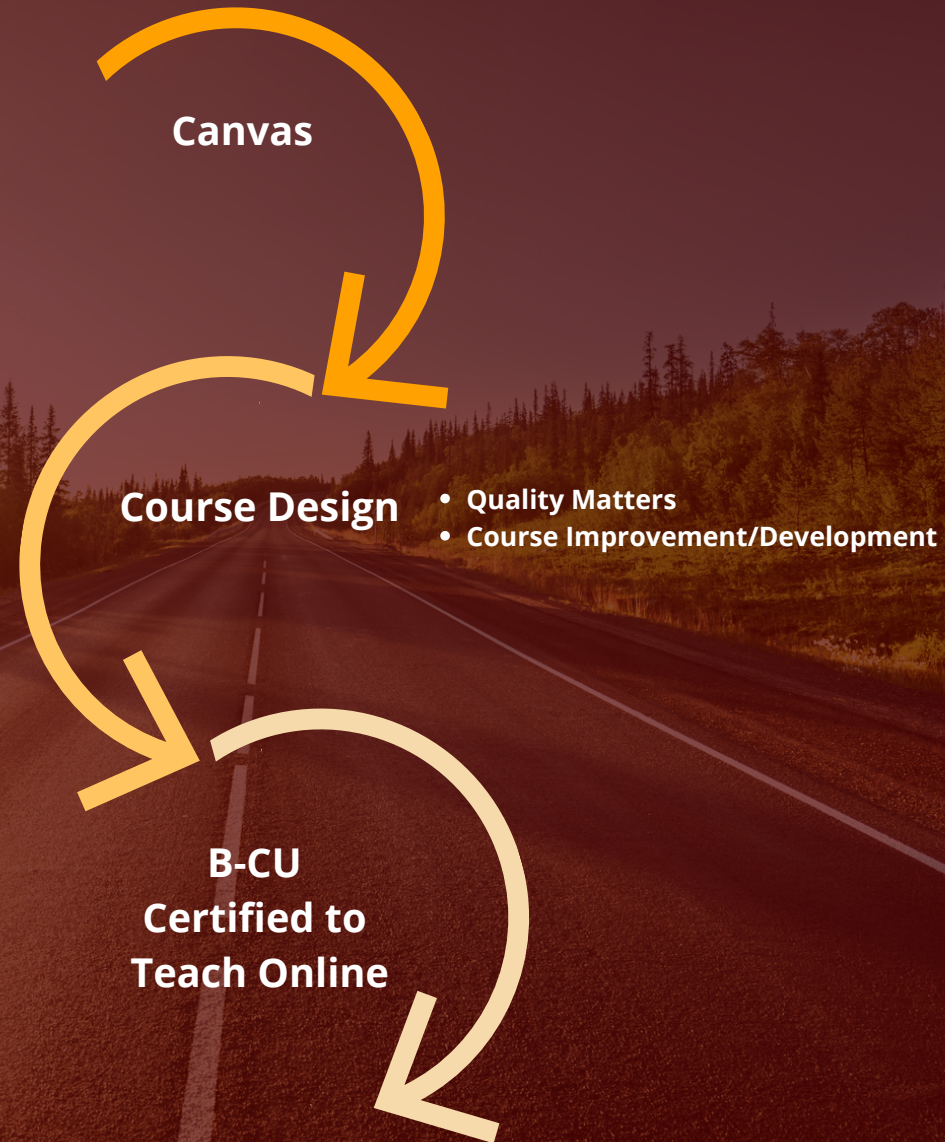 Canvas
Course Design
• Quality Matters
• Course Improvement/Development
B-CU
Certified to
Teach Online